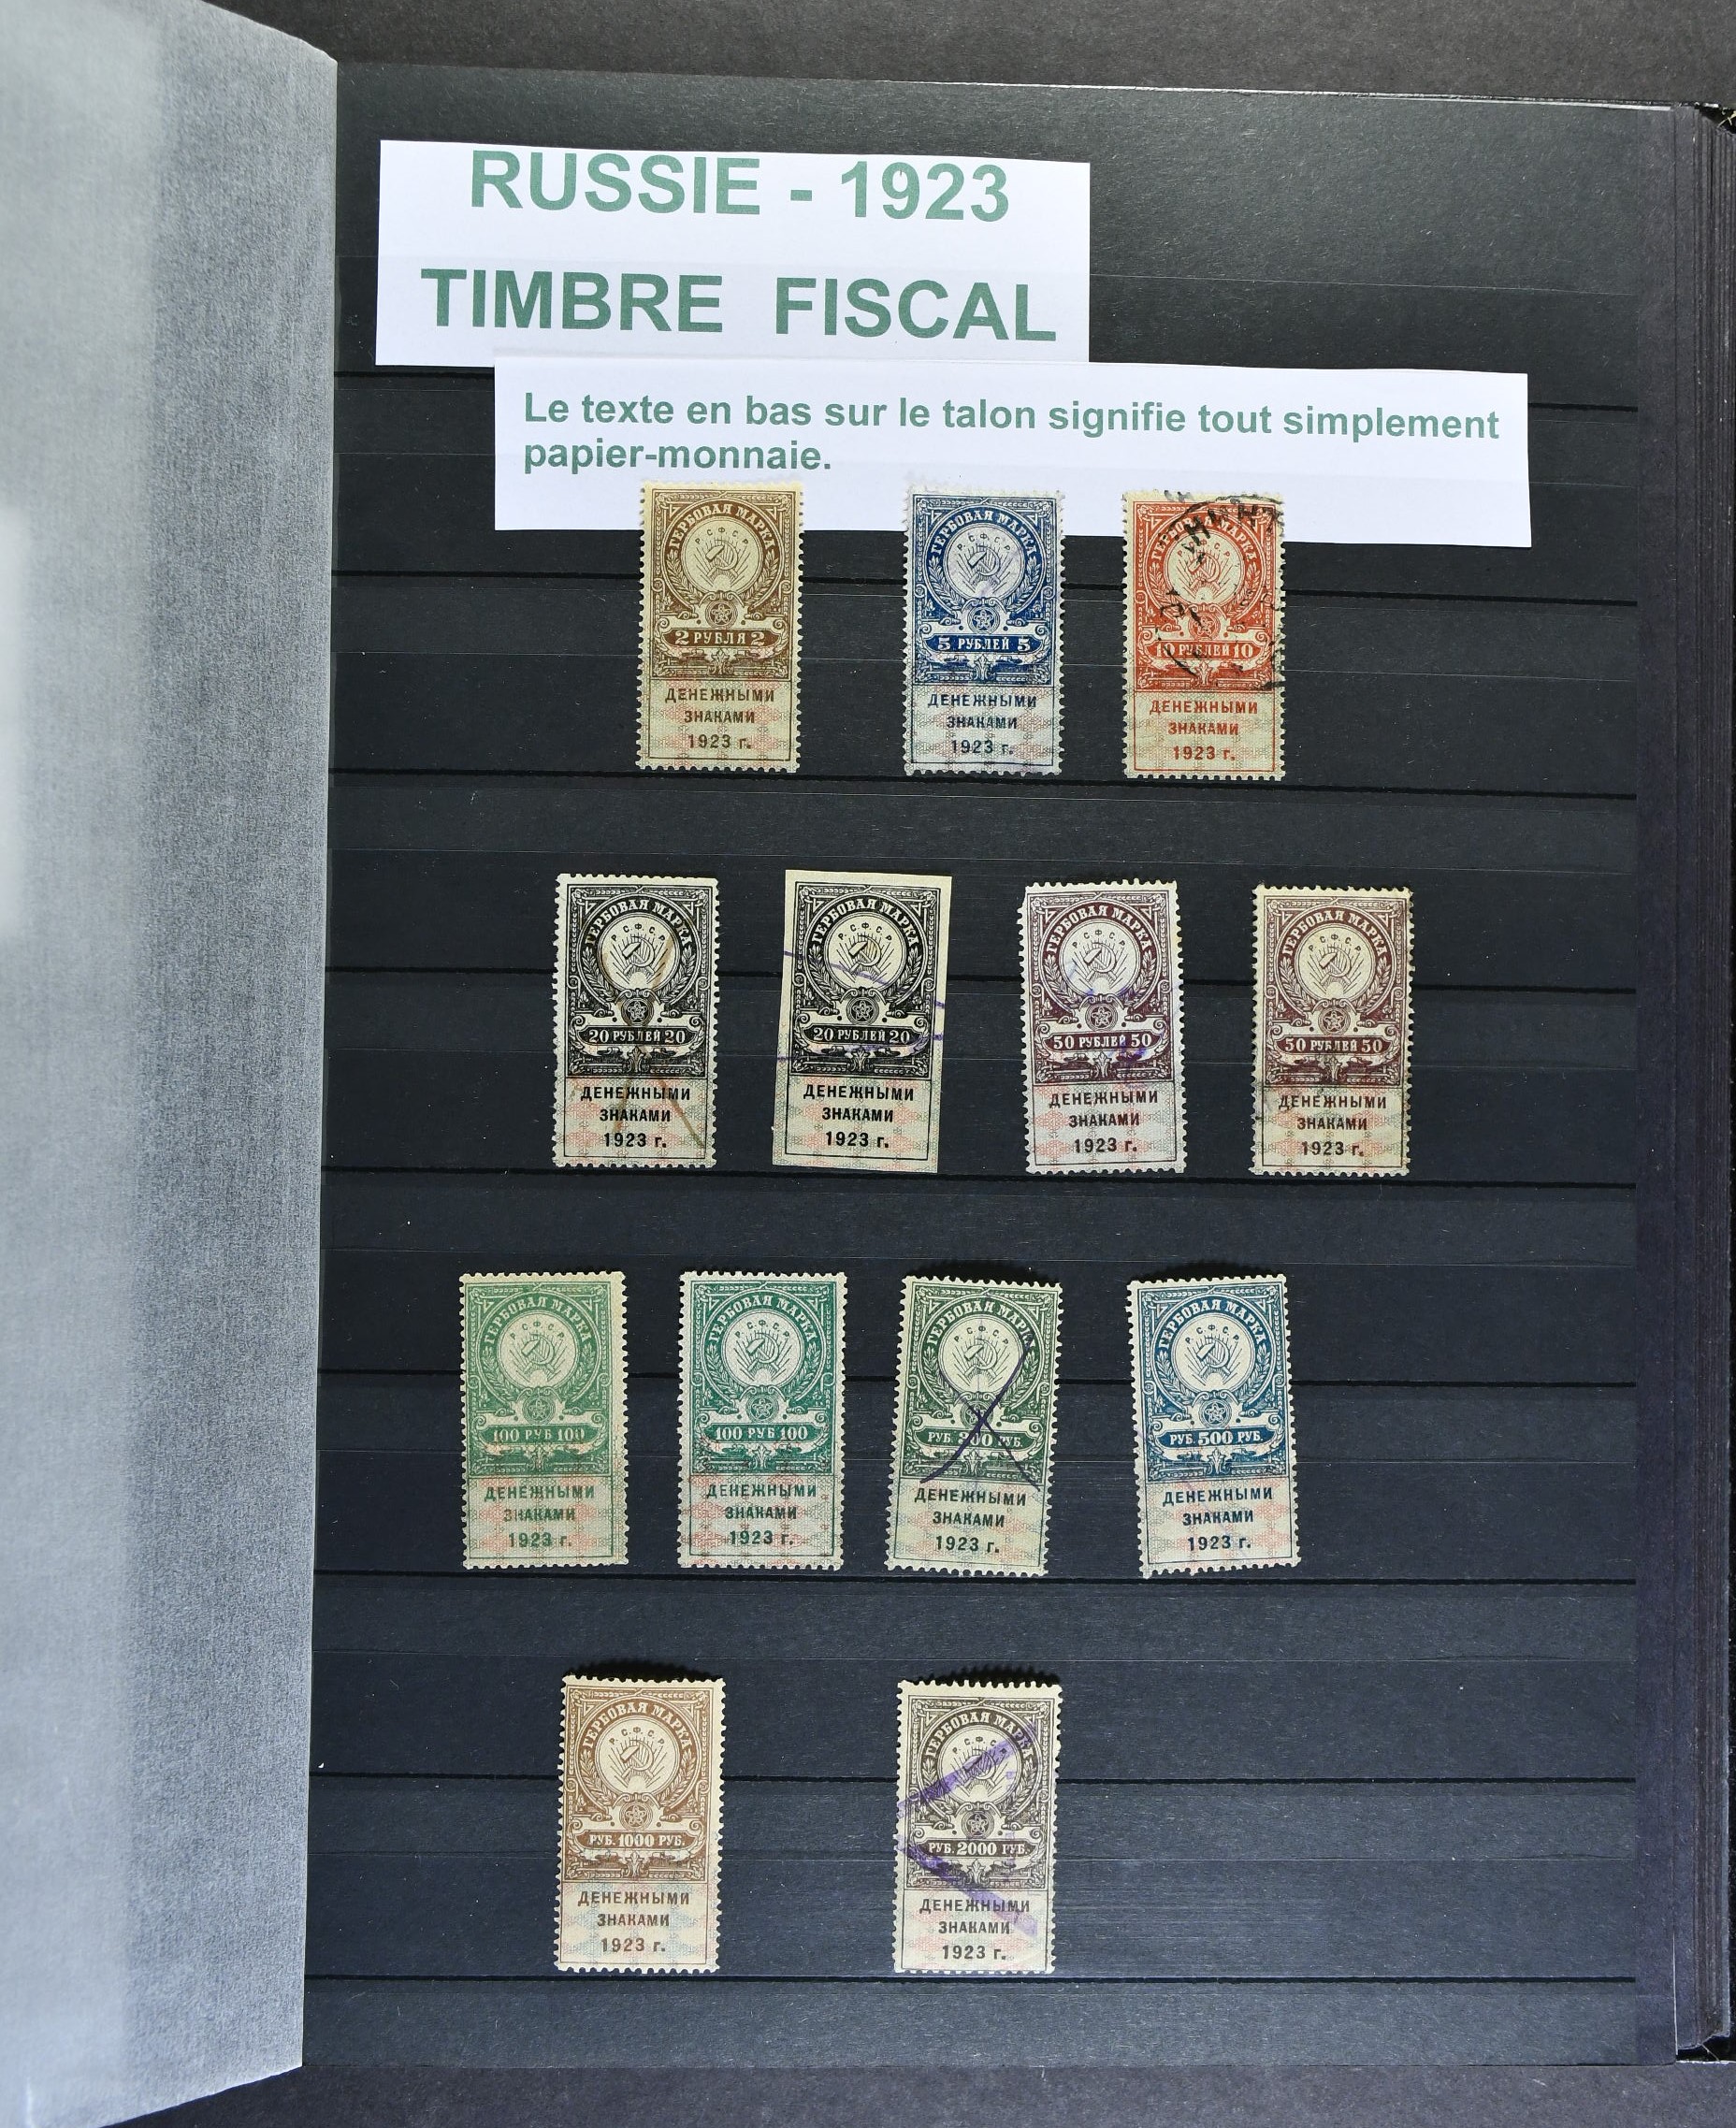 RUSSIE - 1923
TIMBRE FISCAL
Le texte en bas sur le talon signifie tout simplement
papier-monnaie.
ГЕРБОВАЯ МАРКА
Р.С.Ф.С.Р.
2 РУБЛЯ 2
ДЕНЕЖНЫМИ
ЗНАКАМИ
1923 г.
ГЕРБОВАЯ МАРКА
Р.С.Ф.С.Р.
5 РУБЛЕЙ 5
ДЕНЕЖНЫМИ
ЗНАКАМИ
1923 г.
ГЕРБОВАЯ МАРКА
10 РУБЛЕЙ 10
ДЕНЕЖНЫМИ
ЗНАКАМИ
1923 г.
ГЕРБОВАЯ МАРКА
Р.С.Ф.С.Р.
20 РУБЛЕЙ 20
ДЕНЕЖНЫМИ
ЗНАКАМИ
1923 г.
ГЕРБОВАЯ МАРКА
Р.С.Ф.С.Р.
20 РУБЛЕЙ 20
ДЕНЕЖНЫМИ
ЗНАКАМИ
1923 г.
ГЕРБОВАЯ МАРКА
Р.С.Ф.С.Р.
50 РУБЛЕЙ 50
ДЕНЕЖНЫМИ
ЗНАКАМИ
1923 г.
ГЕРБОВАЯ МАРКА
Р.С.Ф.С.Р.
50 РУБЛЕЙ 50
ДЕНЕЖНЫМИ
ЗНАКАМИ
1923 г.
ГЕРБОВАЯ МАРКА
Р.С.Ф.С.Р.
100 РУБ 100
ДЕНЕЖНЫМИ
ЗНАКАМИ
1923 г.
ГЕРБОВАЯ МАРКА
Р.С.Ф.С.Р.
100 РУБ 100
ДЕНЕЖНЫМИ
ЗНАКАМИ
1923 г.
ГЕРБОВАЯ МАРКА
Р.С.Ф.С.Р.
РУБ. 200 РУБ.
ДЕНЕЖНЫМИ
ЗНАКАМИ
1923 г.
ГЕРБОВАЯ МАРКА
Р.С.Ф.С.Р.
РУБ. 500 РУБ.
ДЕНЕЖНЫМИ
ЗНАКАМИ
1923 г.
ГЕРБОВАЯ МАРКА
Р.С.Ф.С.Р.
РУБ. 1000 РУБ.
ДЕНЕЖНЫМИ
ЗНАКАМИ
1923 г.
ГЕРБОВАЯ МАРКА
Р.С.Ф.С.Р.
РУБ. 2000 РУБ.
ДЕНЕЖНЫМИ
ЗНАКАМИ
1923 г.